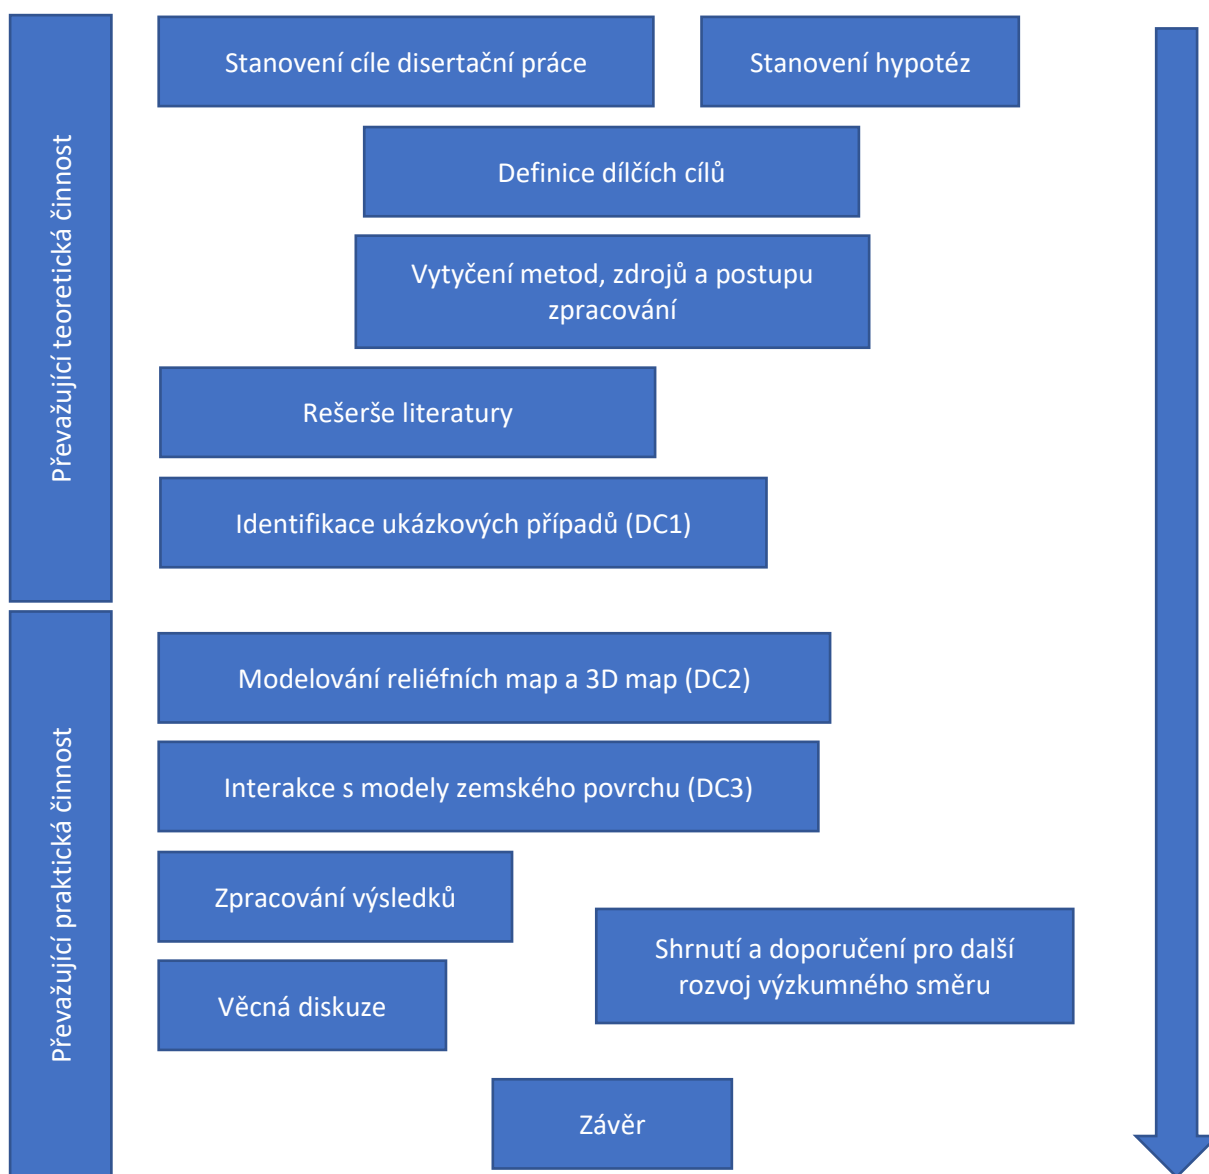 Převažující teoretická činnost
Stanovení cíle disertační práce
Stanovení hypotéz
Definice dílčích cílů
Vytyčení metod, zdrojů a postupu
zpracování
Rešerše literatury
Identifikace ukázkových případů (DC1)
Převažující praktická činnost
Modelování reliéfních map a 3D map (DC2)
Interakce s modely zemského povrchu (DC3)
Zpracování výsledků
Shrnutí a doporučení pro další
rozvoj výzkumného směru
Věcná diskuze
Závěr